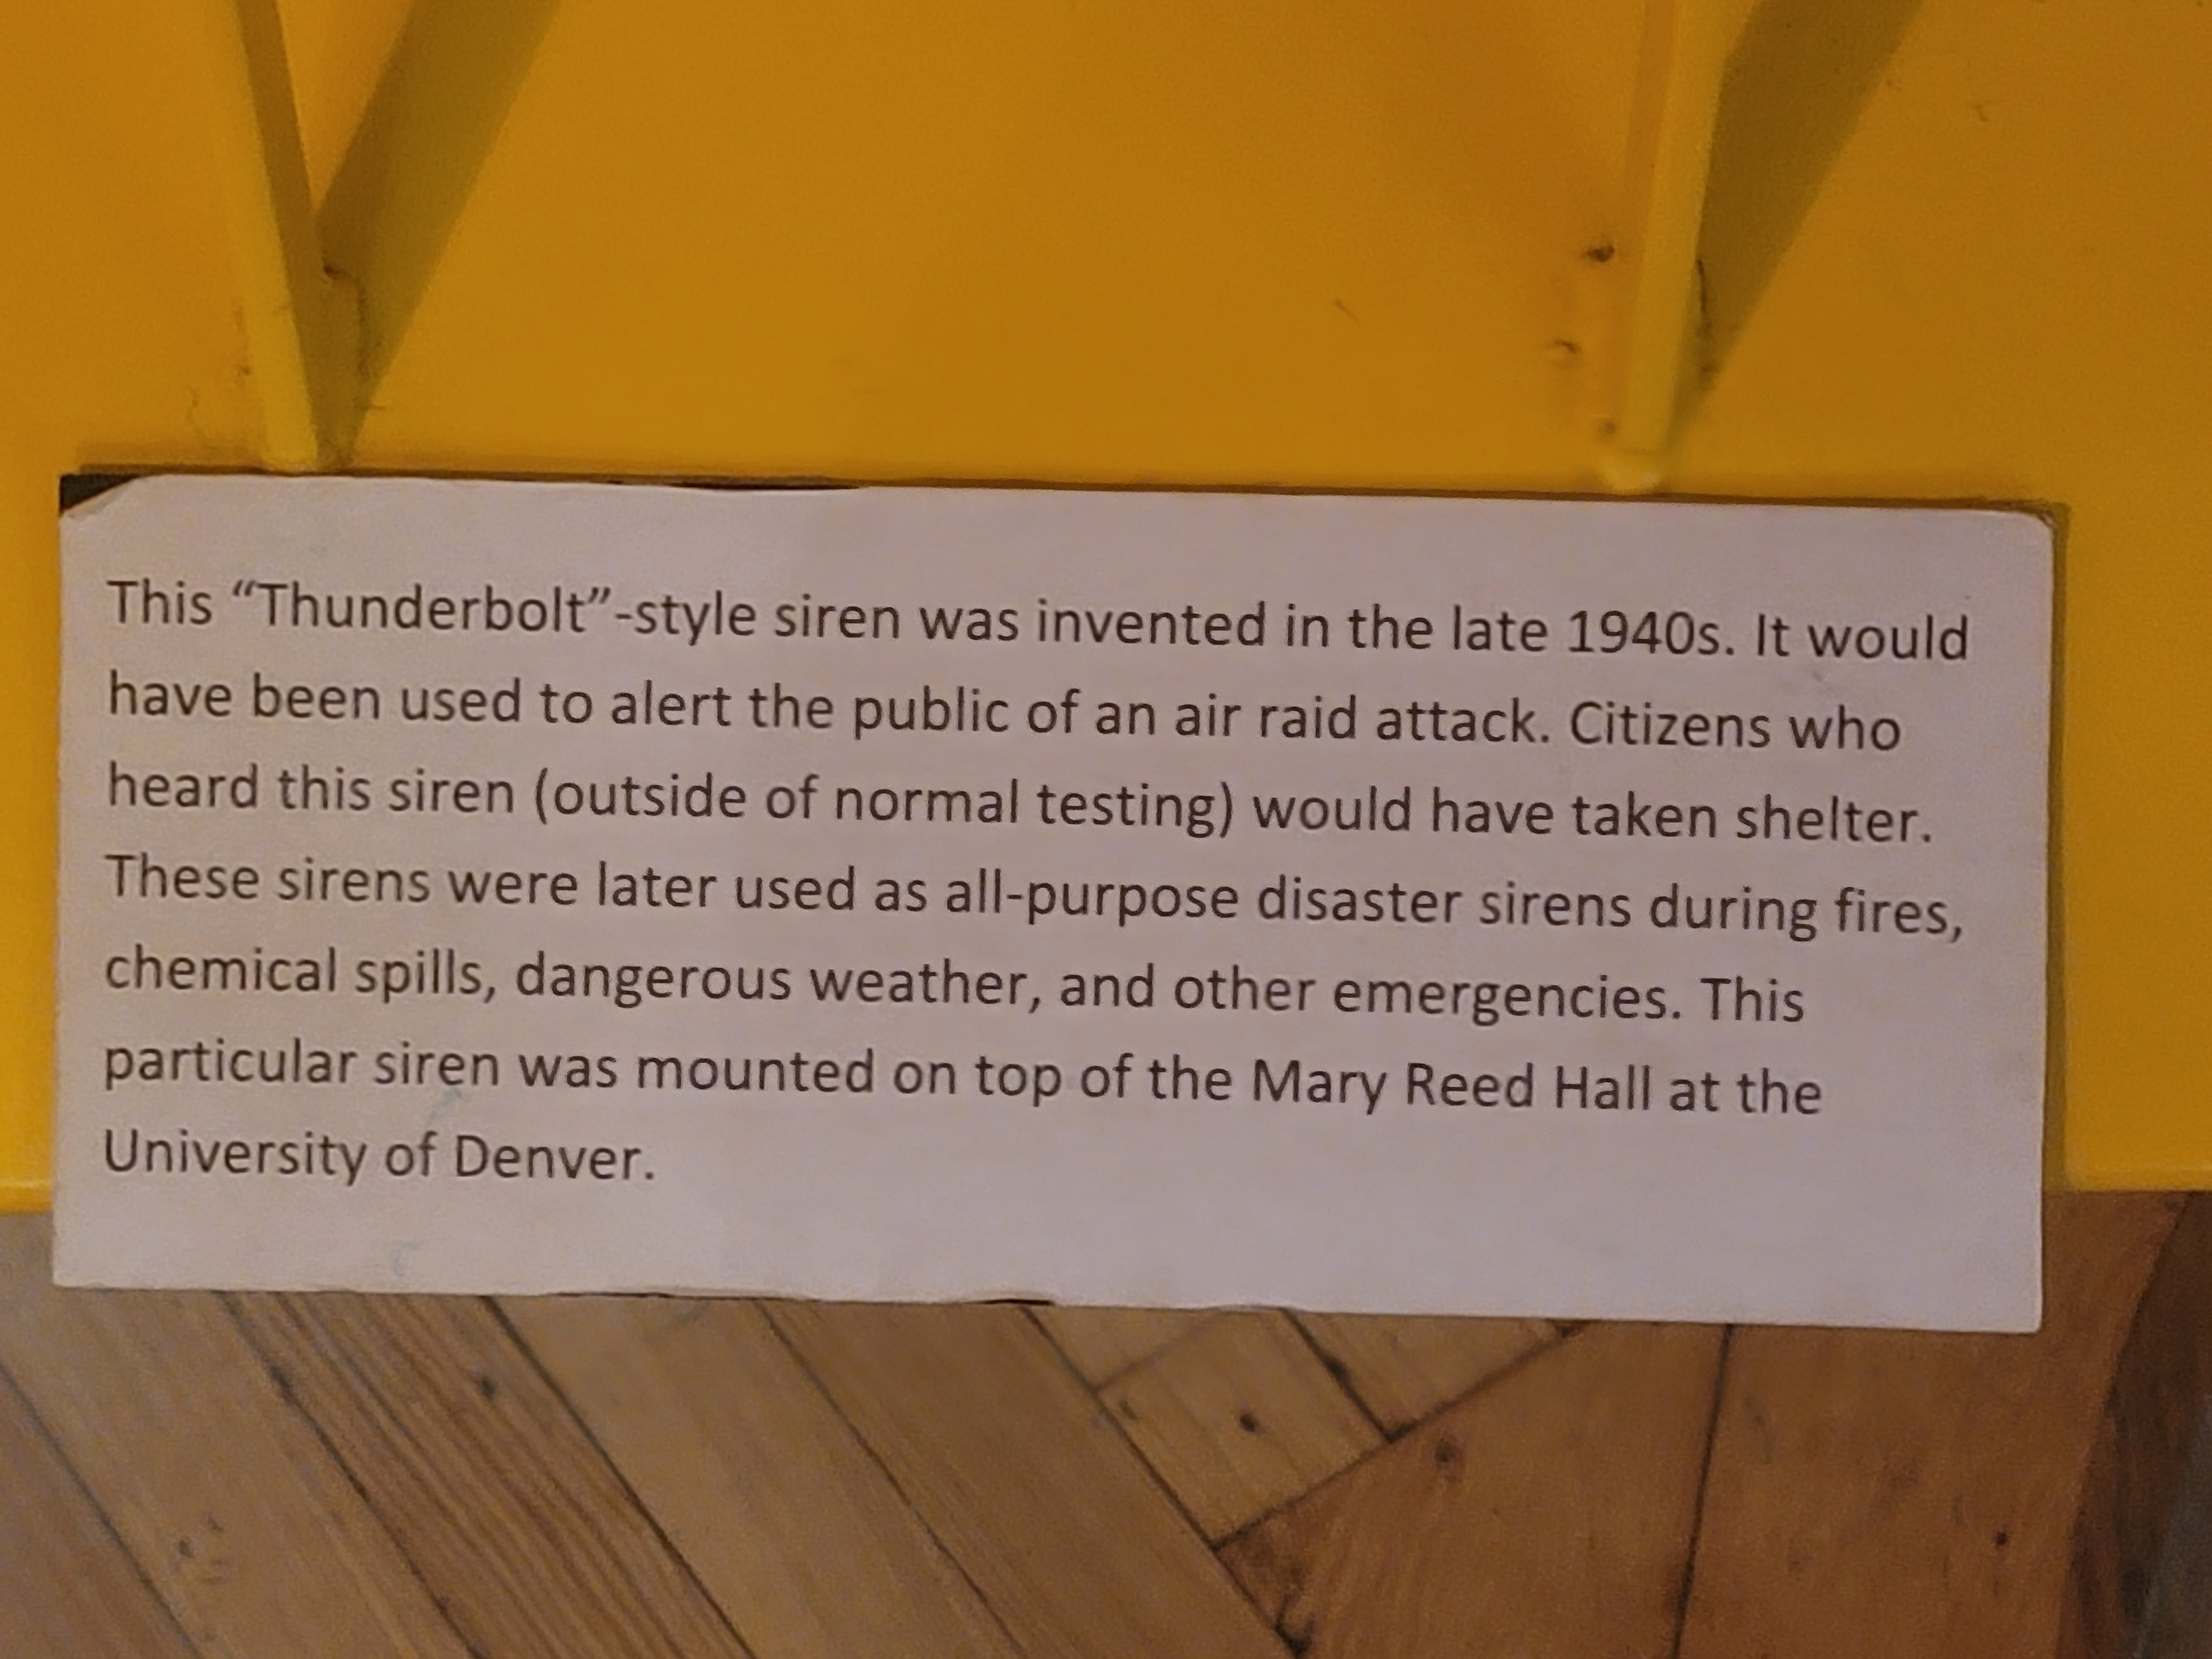 This “Thunderbolt”-style siren was invented in the late 1940s. It would
have been used to alert the public of an air raid attack. Citizens who
heard this siren (outside of normal testing) would have taken shelter.
These sirens were later used as all-purpose disaster sirens during fires,
chemical spills, dangerous weather, and other emergencies. This
particular siren was mounted on top of the Mary Reed Hall at the
University of Denver.